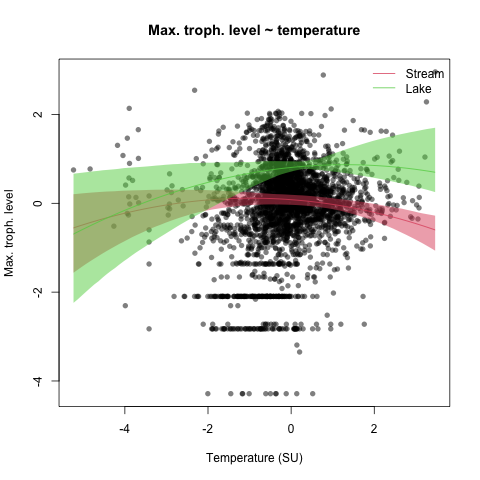 Max. troph. level ~ temperature
Stream
Lake
Max. troph. level
2
0
-2
-4
-4
-2
0
2
Temperature (SU)